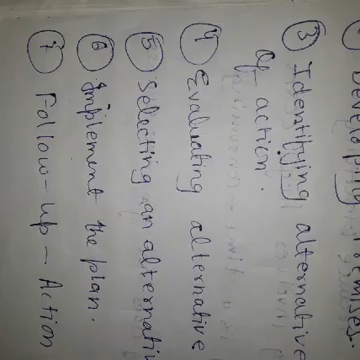 Developing Premises.
③ Identifying alternative
of action.
④ Evaluating alternative
⑤ Selecting an alternativ
⑥ Implement the plan.
⑦ Follow-up - Action